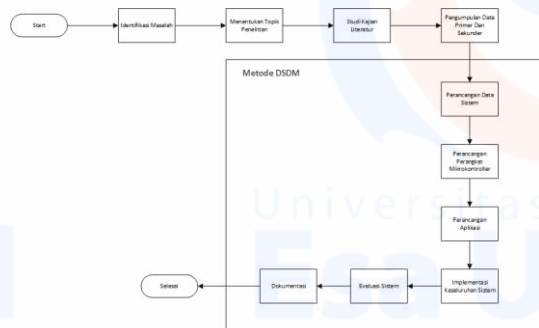 Start
Identifikasi Masalah
Menentukan Topik
Penelitian
Studi Kajian
Literatur
Pengumpulan Data
Primer Dan
Sekunder
Metode DSDM
Perancangan Data
Sistem
Perancangan
Perangkat
Mikrokontroller
Perancangan
Aplikasi
Implementasi
Keseluruhan Sistem
Evaluasi Sistem
Dokumentasi
Selesai
Universitas
Esa U